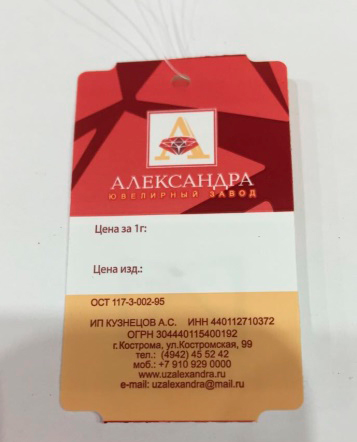 А
АЛЕКСАНДРА
ЮВЕЛИРНЫЙ ЗАВОД
Цена за 1г:
Цена изд.:
ОСТ 117-3-002-95
ИП КУЗНЕЦОВ А.С. ИНН 440112710372
ОГРН 304440115400192
г.Кострома, ул.Костромская, 99
тел.: (4942) 45 52 42
моб.: +7 910 929 0000
www.uzalexandra.ru
e-mail: uzalexandra@mail.ru